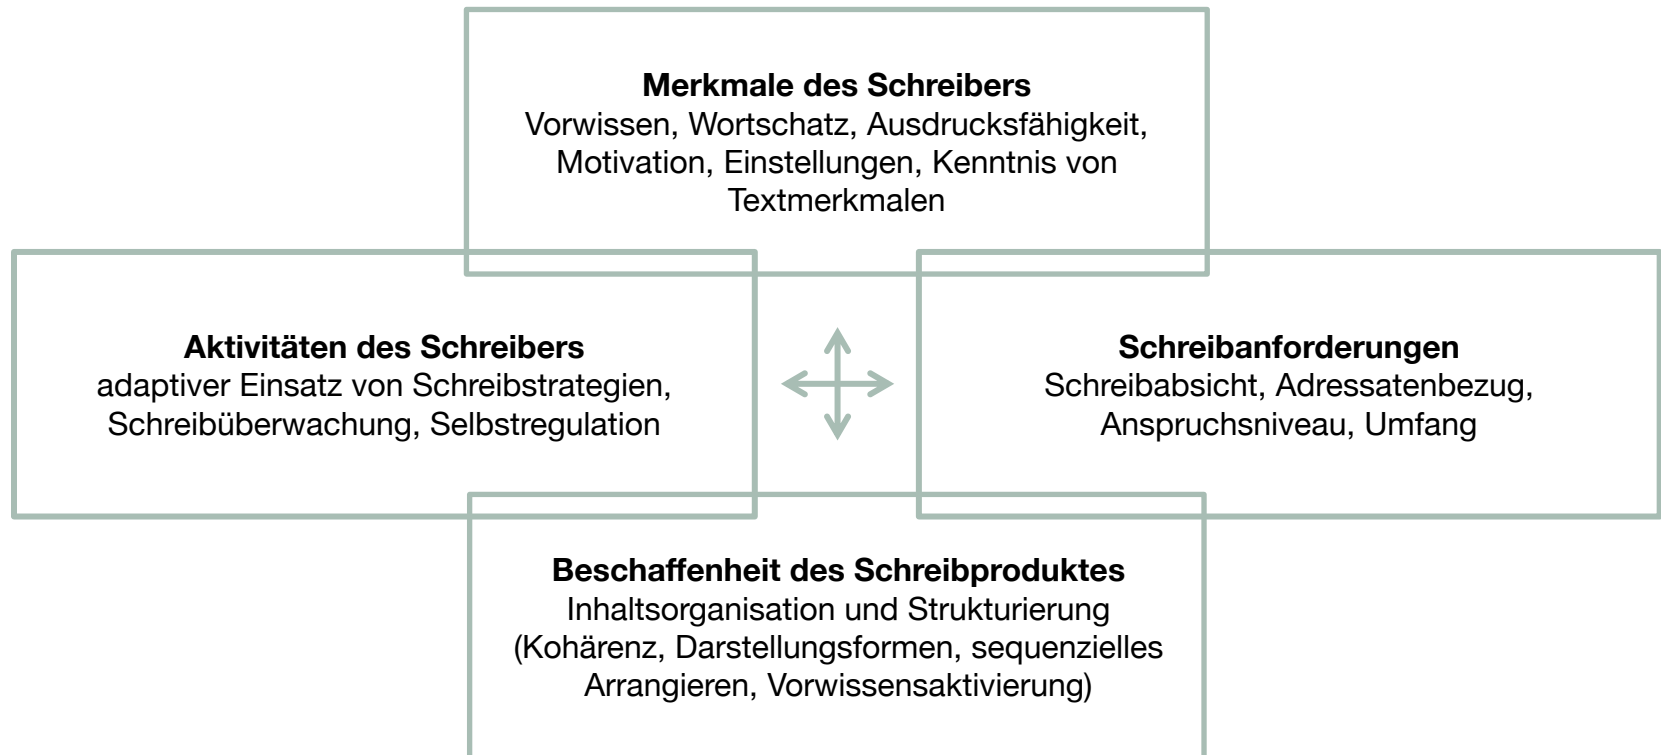 Merkmale des Schreibers
Vorwissen, Wortschatz, Ausdrucksfähigkeit,
Motivation, Einstellungen, Kenntnis von
Textmerkmalen
Aktivitäten des Schreibers
adaptiver Einsatz von Schreibstrategien,
Schreibüberwachung, Selbstregulation
Schreibanforderungen
Schreibabsicht, Adressatenbezug,
Anspruchsniveau, Umfang
Beschaffenheit des Schreibproduktes
Inhaltsorganisation und Strukturierung
(Kohärenz, Darstellungsformen, sequenzielles
Arrangieren, Vorwissensaktivierung)